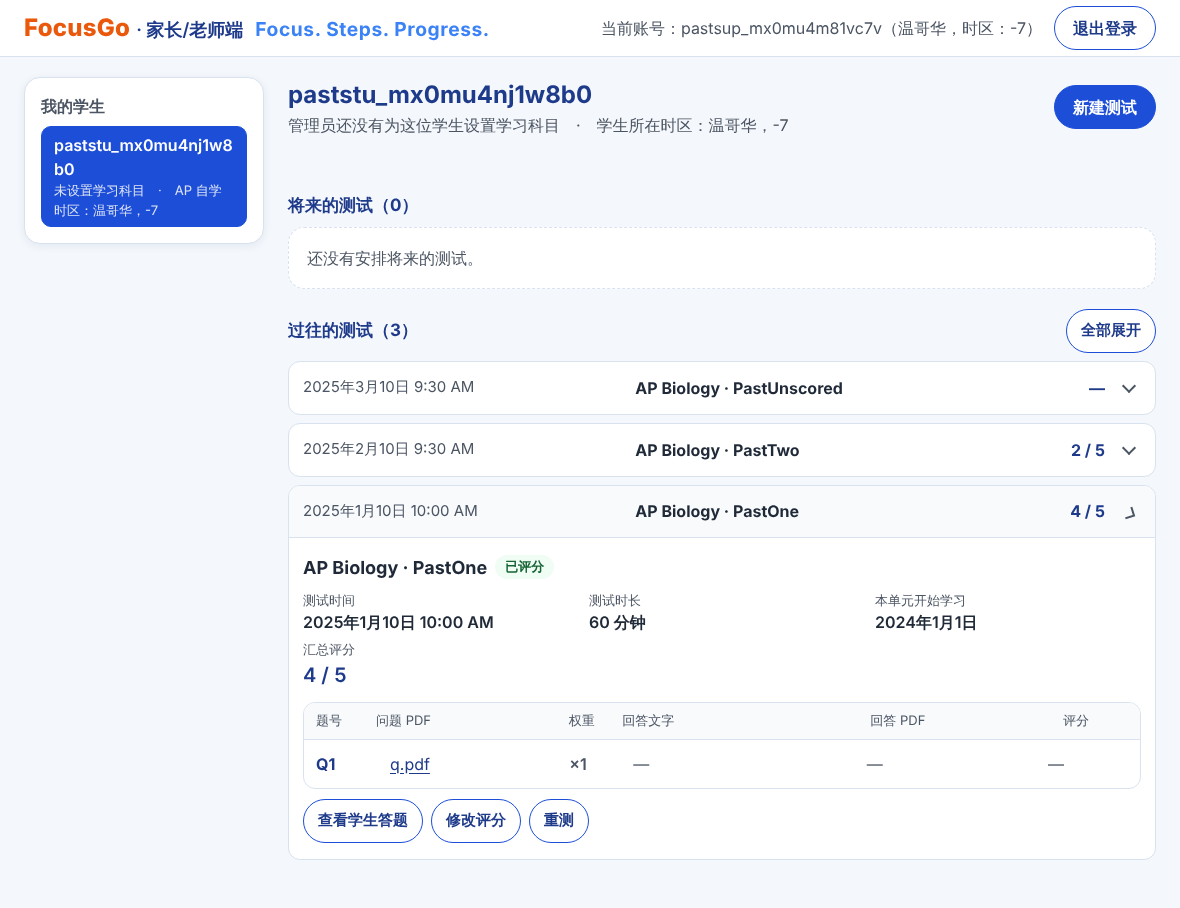 FocusGo · 家长/老师端 Focus. Steps. Progress.
当前账号：pastsup_mx0mu4m81vc7v（温哥华，时区：-7） 退出登录
我的学生
paststu_mx0mu4nj1w8
b0
未设置学习科目 · AP 自学
时区：温哥华，-7
paststu_mx0mu4nj1w8b0
管理员还没有为这位学生设置学习科目 · 学生所在时区：温哥华，-7
新建测试
将来的测试（0）
还没有安排将来的测试。
过往的测试（3） 全部展开
2025年3月10日 9:30 AM AP Biology · PastUnscored —
2025年2月10日 9:30 AM AP Biology · PastTwo 2 / 5
2025年1月10日 10:00 AM AP Biology · PastOne 4 / 5
AP Biology · PastOne 已评分
测试时间 测试时长 本单元开始学习
2025年1月10日 10:00 AM 60 分钟 2024年1月1日
汇总评分
4 / 5
题号 问题 PDF 权重 回答文字 回答 PDF 评分
Q1 q.pdf ×1 — — —
查看学生答题 修改评分 重测